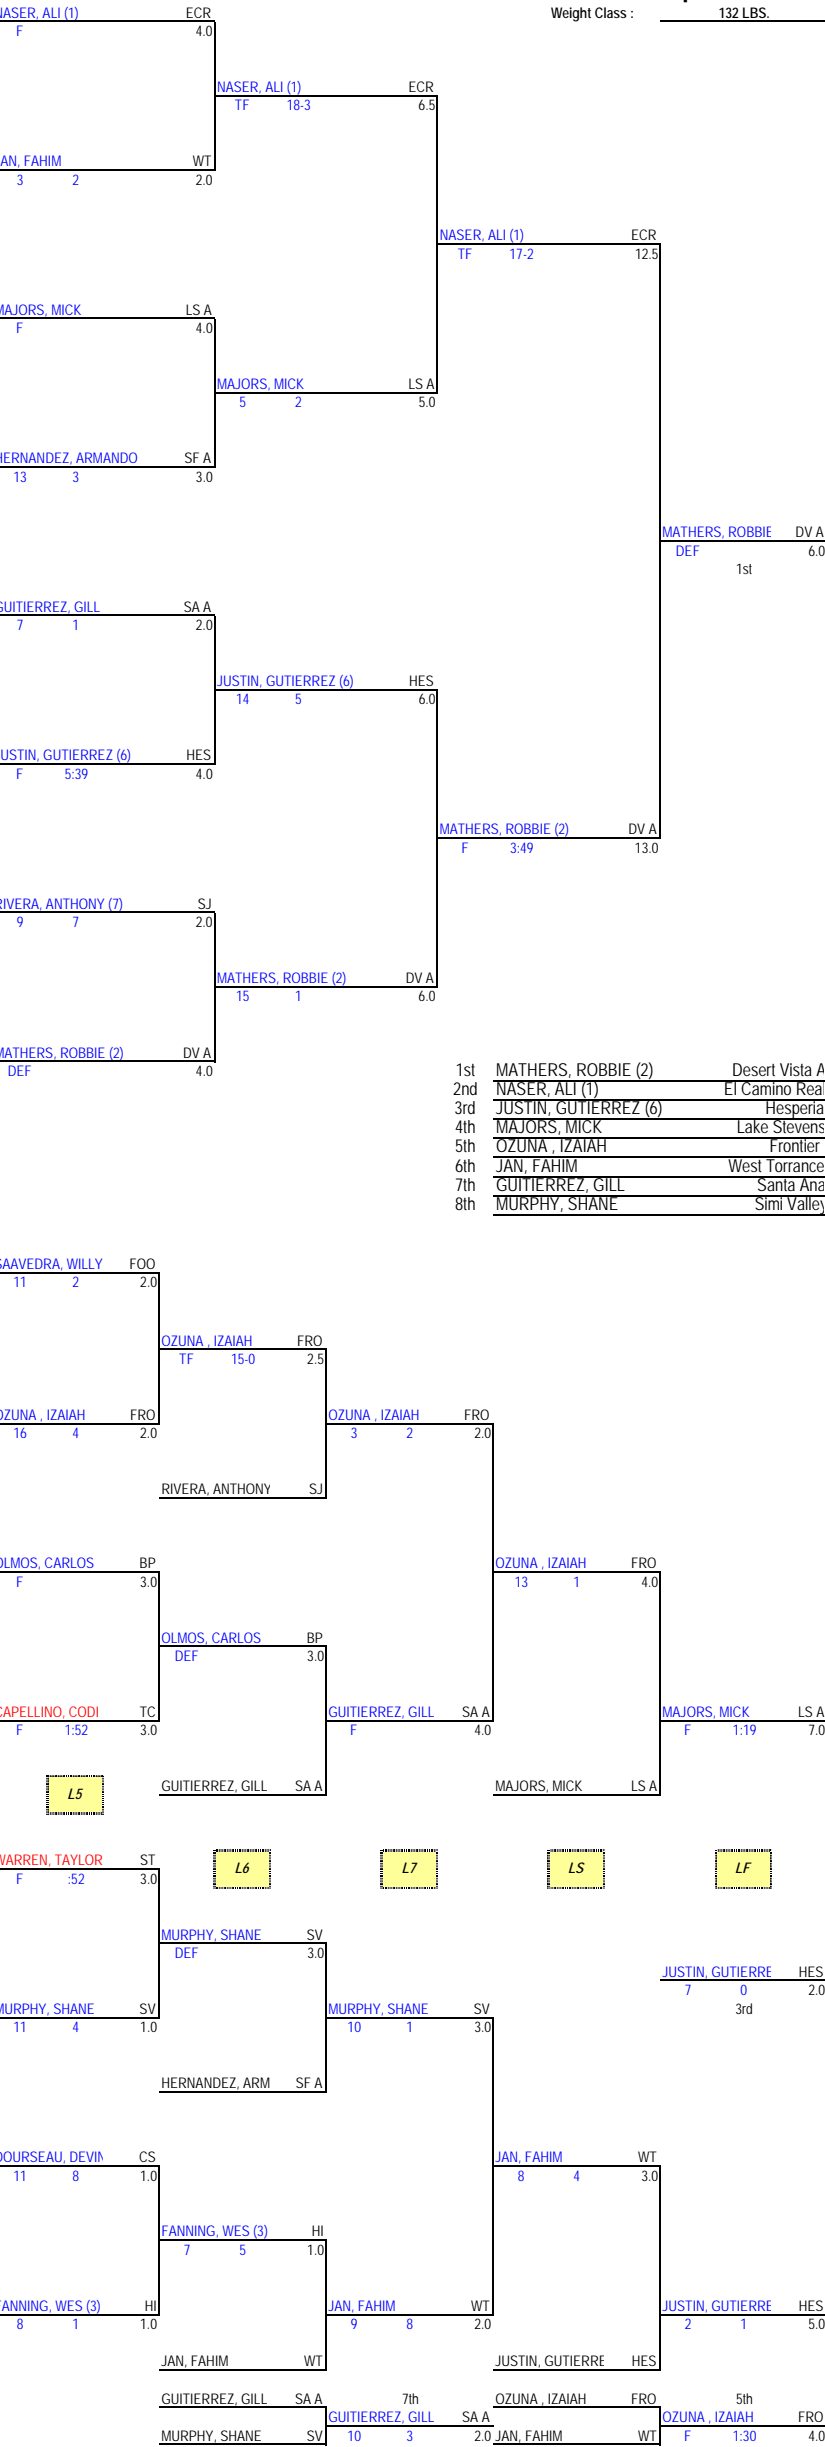 NASER, ALI (1) ECR
Weight Class : 132 LBS.
F 4.0
NASER, ALI (1) ECR
TF 18-3 6.5
JAN, FAHIM WT
3 2 2.0
NASER, ALI (1) ECR
TF 17-2 12.5
MAJORS, MICK LS A
F 4.0
MAJORS, MICK LS A
5 2 5.0
HERNANDEZ, ARMANDO SF A
13 3 3.0
MATHERS, ROBBIE DV A
DEF 6.0
1st
GUITIERREZ, GILL SA A
7 1 2.0
JUSTIN, GUTIERREZ (6) HES
14 5 6.0
JUSTIN, GUTIERREZ (6) HES
F 5:39 4.0
MATHERS, ROBBIE (2) DV A
F 3:49 13.0
RIVERA, ANTHONY (7) SJ
9 7 2.0
MATHERS, ROBBIE (2) DV A
15 1 6.0
MATHERS, ROBBIE (2) DV A
DEF 4.0
1st MATHERS, ROBBIE (2) Desert Vista A
2nd NASER, ALI (1) El Camino Real
3rd JUSTIN, GUTIERREZ (6) Hesperia
4th MAJORS, MICK Lake Stevens
5th OZUNA , IZAIAH Frontier
6th JAN, FAHIM West Torrance
7th GUITIERREZ, GILL Santa Ana
8th MURPHY, SHANE Simi Valley
SAAVEDRA, WILLY FOO
11 2 2.0
OZUNA , IZAIAH FRO
TF 15-0 2.5
OZUNA , IZAIAH FRO
16 4 2.0
OZUNA , IZAIAH FRO
3 2 2.0
RIVERA, ANTHONY SJ
OLMOS, CARLOS BP
F 3.0
OZUNA , IZAIAH FRO
13 1 4.0
OLMOS, CARLOS BP
DEF 3.0
CAPELLINO, CODI TC
F 1:52 3.0
GUITIERREZ, GILL SA A
F 4.0
MAJORS, MICK LS A
F 1:19 7.0
GUITIERREZ, GILL SA A
MAJORS, MICK LS A
L5
WARREN, TAYLOR ST
F :52 3.0
L6 L7 LS LF
MURPHY, SHANE SV
DEF 3.0
JUSTIN, GUTIERRE HES
7 0 2.0
3rd
MURPHY, SHANE SV
11 4 1.0
MURPHY, SHANE SV
10 1 3.0
HERNANDEZ, ARM SF A
DOURSEAU, DEVIN CS
11 8 1.0
JAN, FAHIM WT
8 4 3.0
FANNING, WES (3) HI
7 5 1.0
FANNING, WES (3) HI
8 1 1.0
JAN, FAHIM WT
9 8 2.0
JUSTIN, GUTIERRE HES
2 1 5.0
JAN, FAHIM WT
JUSTIN, GUTIERRE HES
GUITIERREZ, GILL SA A 7th OZUNA , IZAIAH FRO 5th
GUITIERREZ, GILL SA A OZUNA , IZAIAH FRO
MURPHY, SHANE SV 10 3 2.0 JAN, FAHIM WT F 1:30 4.0